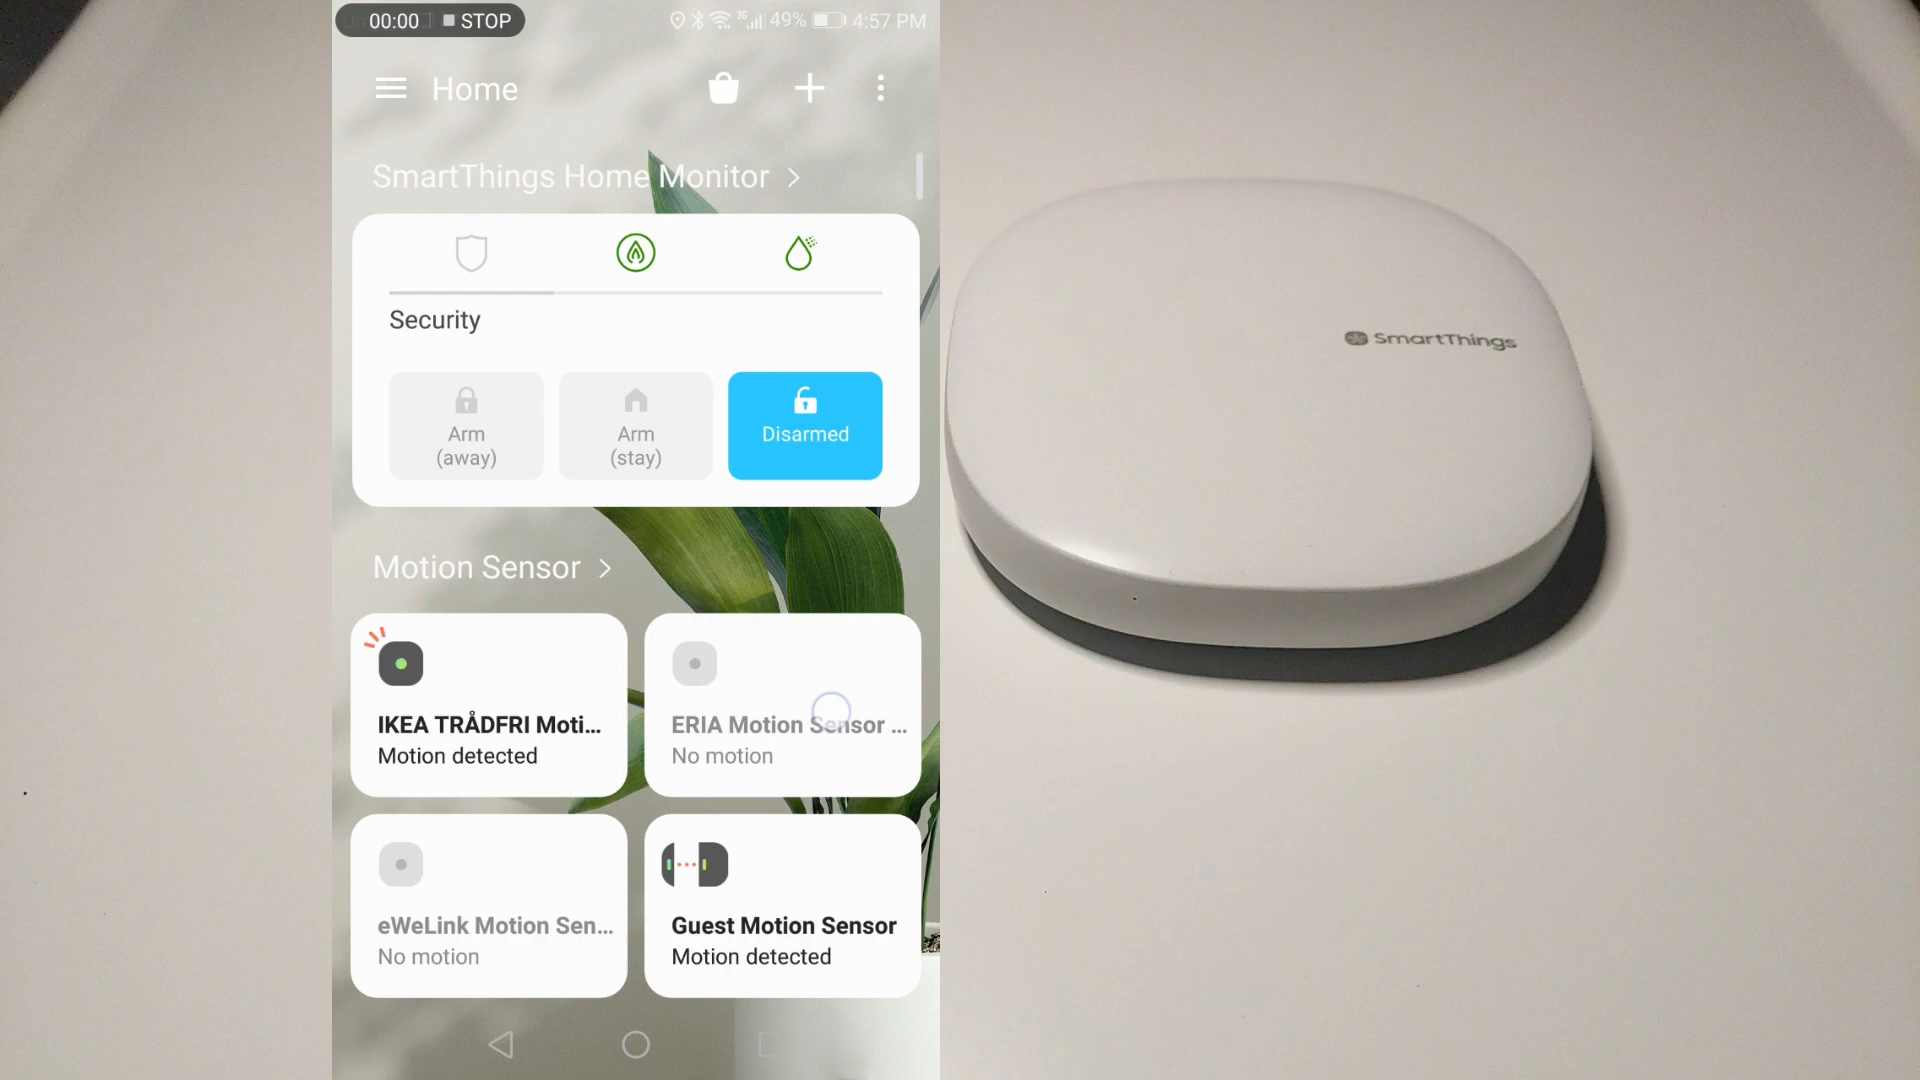 00:00 STOP
3G 49% 4:57 PM
Home
SmartThings Home Monitor
Security
Arm
(away)
Arm
(stay)
Disarmed
Motion Sensor
IKEA TRÅDFRI Moti...
Motion detected
ERIA Motion Sensor ...
No motion
eWeLink Motion Sen...
No motion
Guest Motion Sensor
Motion detected
SmartThings